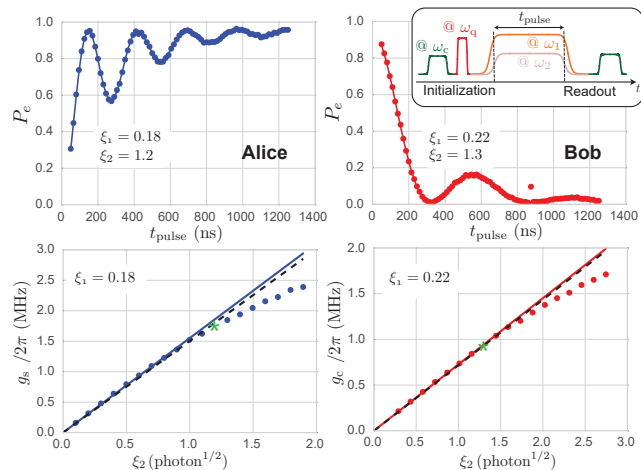 1.0
0.8
0.6
0.4
0.2
0.0
P_e
ξ₁ = 0.18
ξ₂ = 1.2
Alice
0 200 400 600 800 1000 1200 1400
t_pulse (ns)
1.0
0.8
0.6
0.4
0.2
0.0
P_e
t_pulse
@ ω_c
@ ω_q
@ ω₁
@ ω₂
Initialization
Readout
t
ξ₁ = 0.22
ξ₂ = 1.3
Bob
0 200 400 600 800 1000 1200 1400
t_pulse (ns)
3.0
2.5
2.0
1.5
1.0
0.5
0.0
g_s/2π (MHz)
ξ₁ = 0.18
0.0 0.5 1.0 1.5 2.0
ξ₂ (photon^1/2)
2.0
1.5
1.0
0.5
0.0
g_c/2π (MHz)
ξ₁ = 0.22
0.0 0.5 1.0 1.5 2.0 2.5 3.0
ξ₂ (photon^1/2)